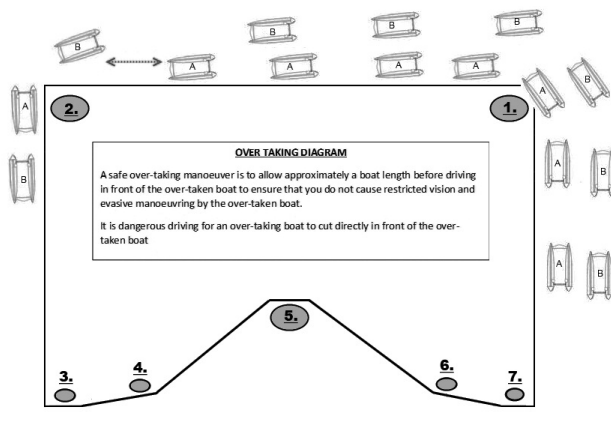 B B B B
A A A A A B
2. 1.
A
A B
B
OVER TAKING DIAGRAM
A safe over-taking manoeuver is to allow approximately a boat length before driving
in front of the over-taken boat to ensure that you do not cause restricted vision and
evasive manoeuvring by the over-taken boat.
It is dangerous driving for an over-taking boat to cut directly in front of the over-
taken boat
A B
5.
3. 4. 6. 7.